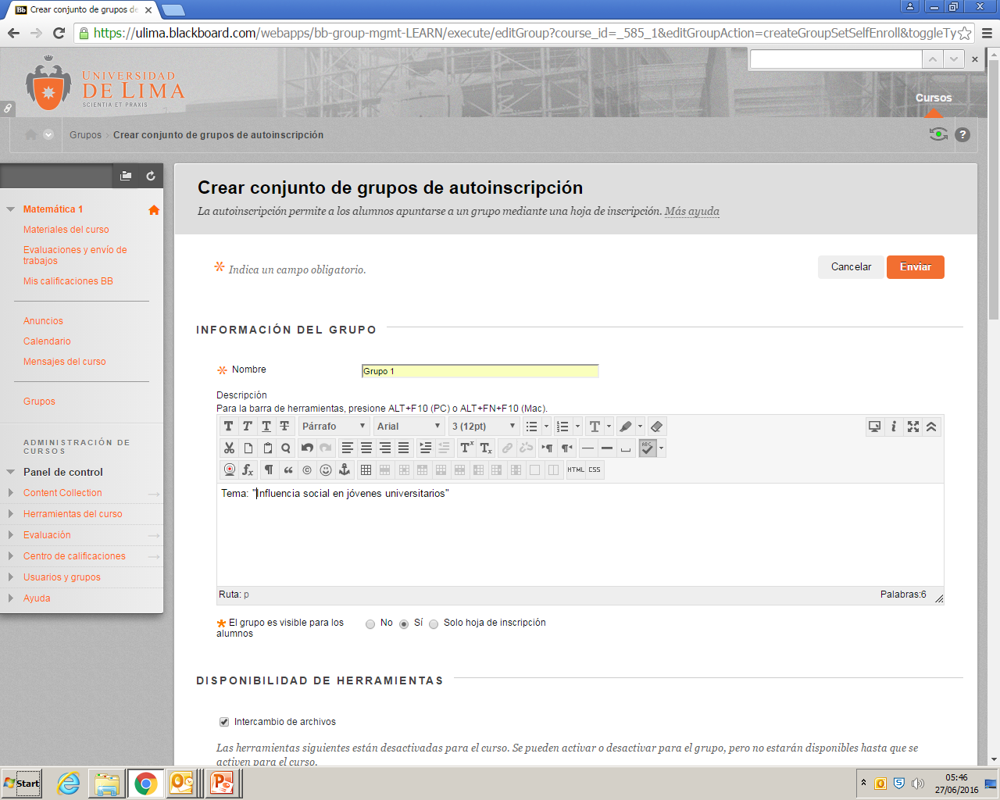 Crear conjunto de grupos de
https://ulima.blackboard.com/webapps/bb-group-mgmt-LEARN/execute/editGroup?course_id=_585_1&editGroupAction=createGroupSetSelfEnroll&toggleTy
UNIVERSIDAD
DE LIMA
SCIENTIA ET PRAXIS
Cursos
Grupos > Crear conjunto de grupos de autoinscripción
Matemática 1
Materiales del curso
Evaluaciones y envío de
trabajos
Mis calificaciones BB
Anuncios
Calendario
Mensajes del curso
Grupos
ADMINISTRACIÓN DE
CURSOS
Panel de control
Content Collection
Herramientas del curso
Evaluación
Centro de calificaciones
Usuarios y grupos
Ayuda
Crear conjunto de grupos de autoinscripción
La autoinscripción permite a los alumnos apuntarse a un grupo mediante una hoja de inscripción. Más ayuda
Indica un campo obligatorio.
Cancelar Enviar
INFORMACIÓN DEL GRUPO
Nombre Grupo 1
Descripción
Para la barra de herramientas, presione ALT+F10 (PC) o ALT+FN+F10 (Mac).
T T T T Párrafo Arial 3 (12pt) T
ABC
HTML CSS
Tema: "Influencia social en jóvenes universitarios"
Ruta: p Palabras:6
El grupo es visible para los
alumnos
No Sí Solo hoja de inscripción
DISPONIBILIDAD DE HERRAMIENTAS
Intercambio de archivos
Las herramientas siguientes están desactivadas para el curso. Se pueden activar o desactivar para el grupo, pero no estarán disponibles hasta que se
activen para el curso.
Start
05:46
27/06/2016